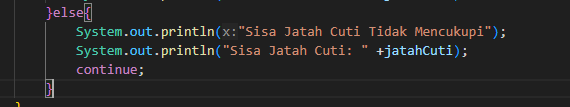 }else{
System.out.println(x:"Sisa Jatah Cuti Tidak Mencukupi");
System.out.println("Sisa Jatah Cuti: " +jatahCuti);
continue;
}
}